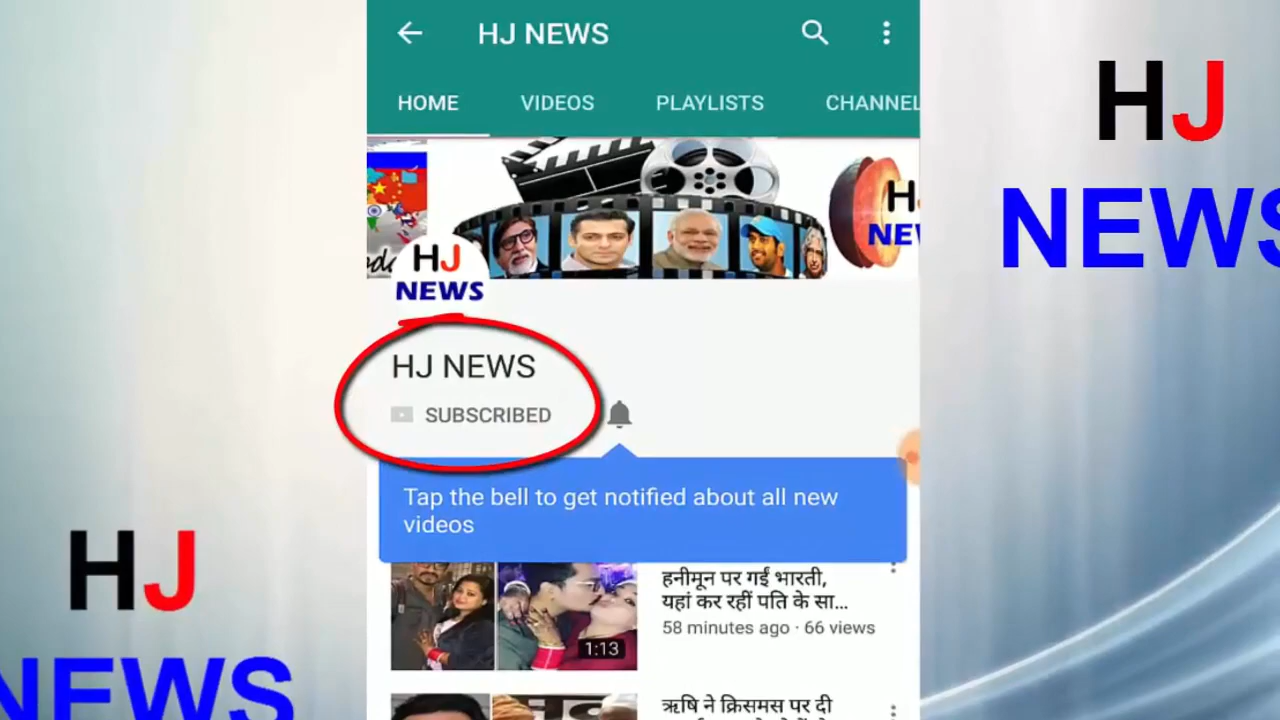 HJ NEWS
HOME VIDEOS PLAYLISTS CHANNEL
HJ
NEWS
HJ
NEWS
HJ NEWS
SUBSCRIBED
Tap the bell to get notified about all new
videos
हनीमून पर गईं भारती,
यहां कर रहीं पति के सा...
58 minutes ago · 66 views
1:13
ऋषि ने क्रिसमस पर दी
HJ
NEWS